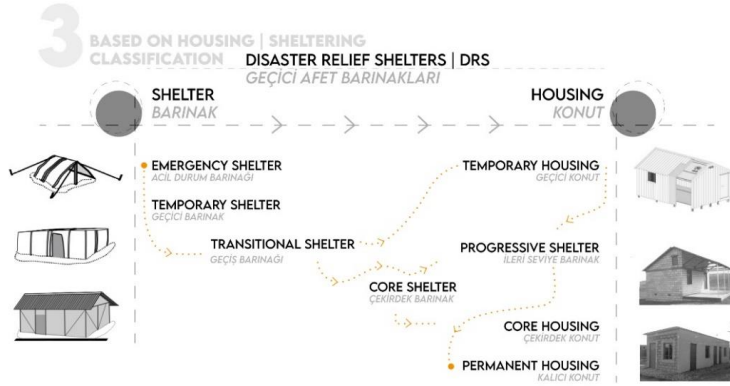 3
BASED ON HOUSING | SHELTERING
CLASSIFICATION
DISASTER RELIEF SHELTERS | DRS
GEÇİCİ AFET BARINAKLARI
SHELTER
BARINAK
HOUSING
KONUT
EMERGENCY SHELTER
ACİL DURUM BARINAĞI
TEMPORARY HOUSING
GEÇİCİ KONUT
TEMPORARY SHELTER
GEÇİCİ BARINAK
TRANSITIONAL SHELTER
GEÇİŞ BARINAĞI
PROGRESSIVE SHELTER
İLERİ SEVİYE BARINAK
CORE SHELTER
ÇEKİRDEK BARINAK
CORE HOUSING
ÇEKİRDEK KONUT
PERMANENT HOUSING
KALICI KONUT